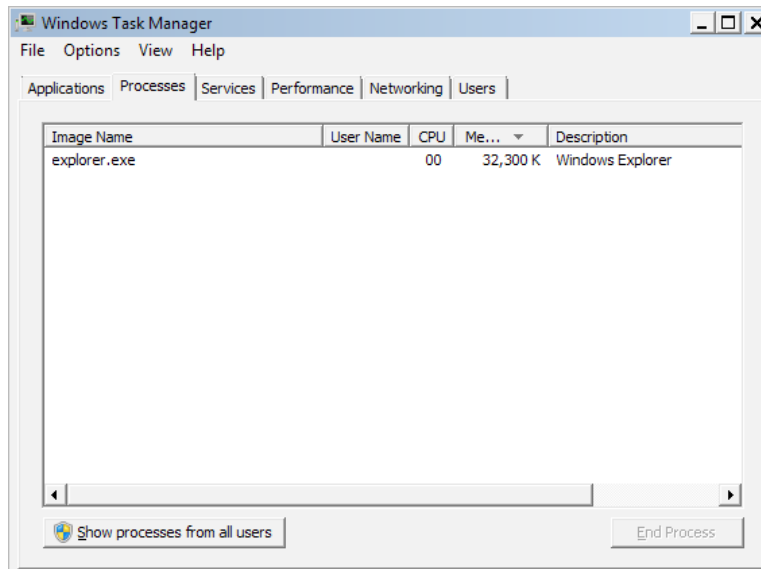 Windows Task Manager
File Options View Help
Applications Processes Services Performance Networking Users
Image Name User Name CPU Me... Description
explorer.exe 00 32,300 K Windows Explorer
Show processes from all users End Process